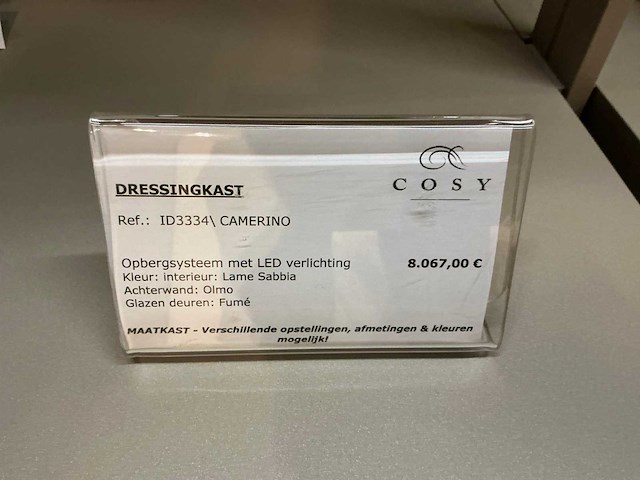 COSY
DRESSINGKAST
Ref.: ID3334\ CAMERINO
Opbergsysteem met LED verlichting 8.067,00 €
Kleur: interieur: Lame Sabbia
Achterwand: Olmo
Glazen deuren: Fumé
MAATKAST - Verschillende opstellingen, afmetingen & kleuren
mogelijk!